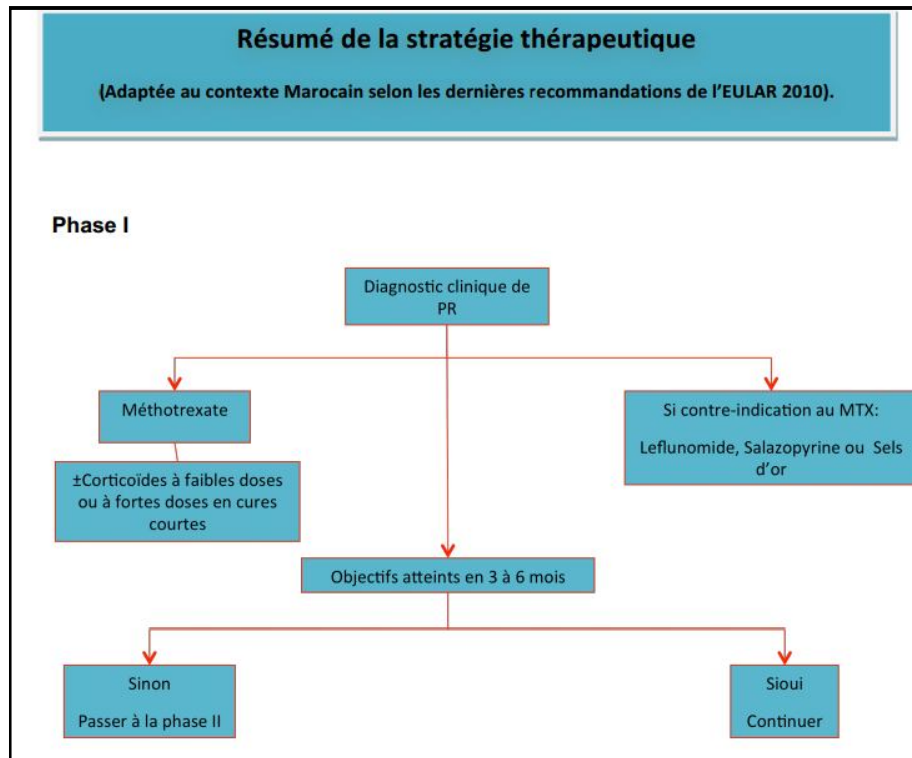 Résumé de la stratégie thérapeutique
(Adaptée au contexte Marocain selon les dernières recommandations de l’EULAR 2010).
Phase I
Diagnostic clinique de
PR
Méthotrexate
±Corticoïdes à faibles doses
ou à fortes doses en cures
courtes
Si contre-indication au MTX:
Leflunomide, Salazopyrine ou Sels
d’or
Objectifs atteints en 3 à 6 mois
Sinon
Passer à la phase II
Sioui
Continuer